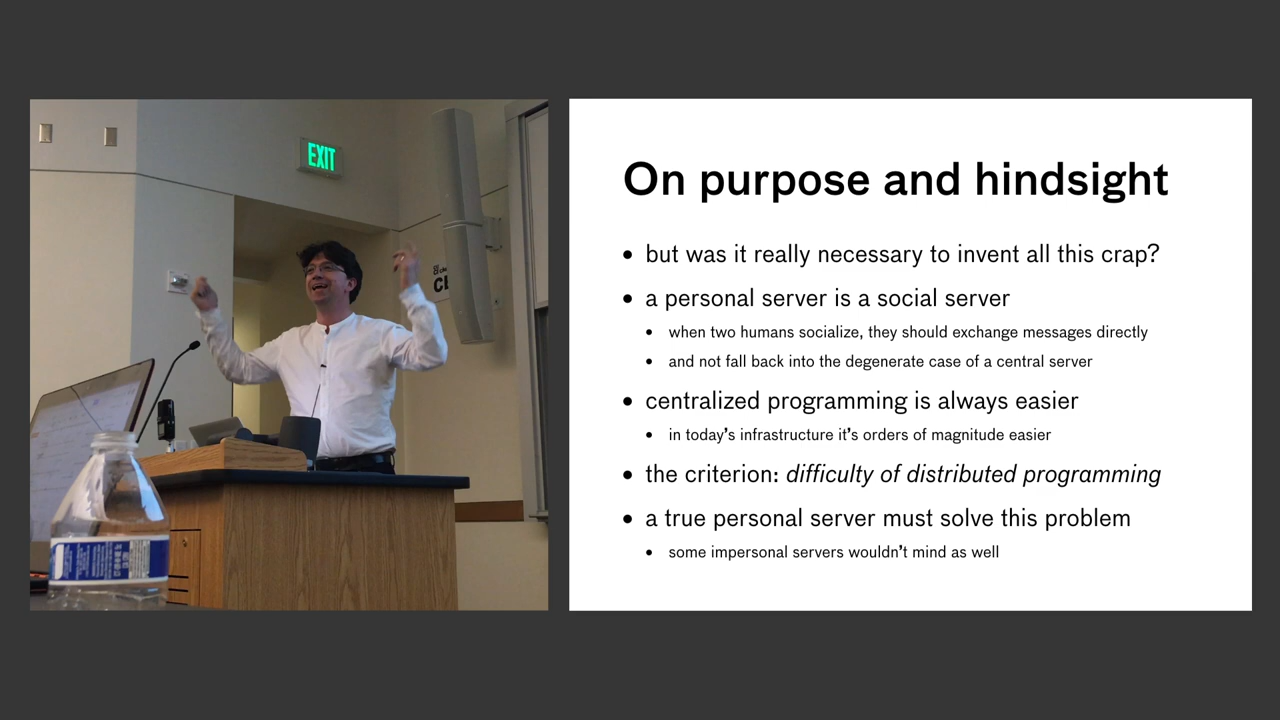 EXIT
On purpose and hindsight
• but was it really necessary to invent all this crap?
• a personal server is a social server
• when two humans socialize, they should exchange messages directly
• and not fall back into the degenerate case of a central server
• centralized programming is always easier
• in today's infrastructure it's orders of magnitude easier
• the criterion: difficulty of distributed programming
• a true personal server must solve this problem
• some impersonal servers wouldn't mind as well